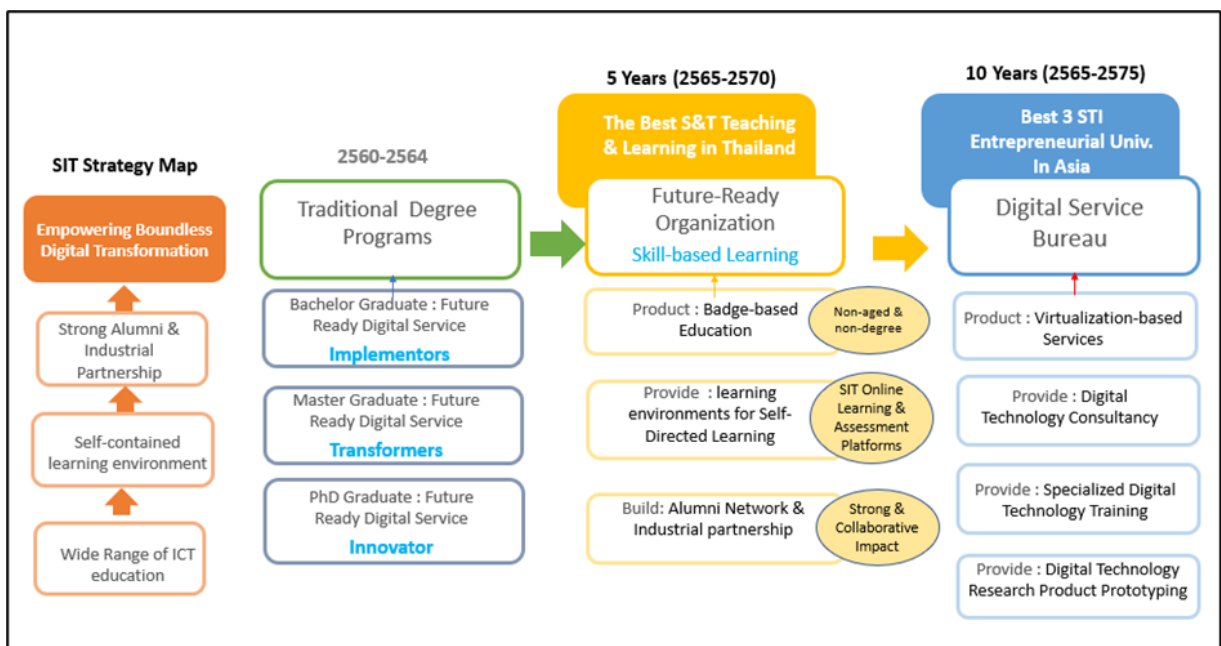 SIT Strategy Map
Empowering Boundless
Digital Transformation
Strong Alumni &
Industrial
Partnership
Self-contained
learning environment
Wide Range of ICT
education
2560-2564
Traditional Degree
Programs
Bachelor Graduate : Future
Ready Digital Service
Implementors
Master Graduate : Future
Ready Digital Service
Transformers
PhD Graduate : Future
Ready Digital Service
Innovator
5 Years (2565-2570)
The Best S&T Teaching
& Learning in Thailand
Future-Ready
Organization
Skill-based Learning
Product : Badge-based
Education
Non-aged &
non-degree
Provide : learning
environments for Self-
Directed Learning
SIT Online
Learning &
Assessment
Platforms
Build: Alumni Network &
Industrial partnership
Strong &
Collaborative
Impact
10 Years (2565-2575)
Best 3 STI
Entrepreneurial Univ.
In Asia
Digital Service
Bureau
Product : Virtualization-based
Services
Provide : Digital
Technology Consultancy
Provide : Specialized Digital
Technology Training
Provide : Digital Technology
Research Product Prototyping